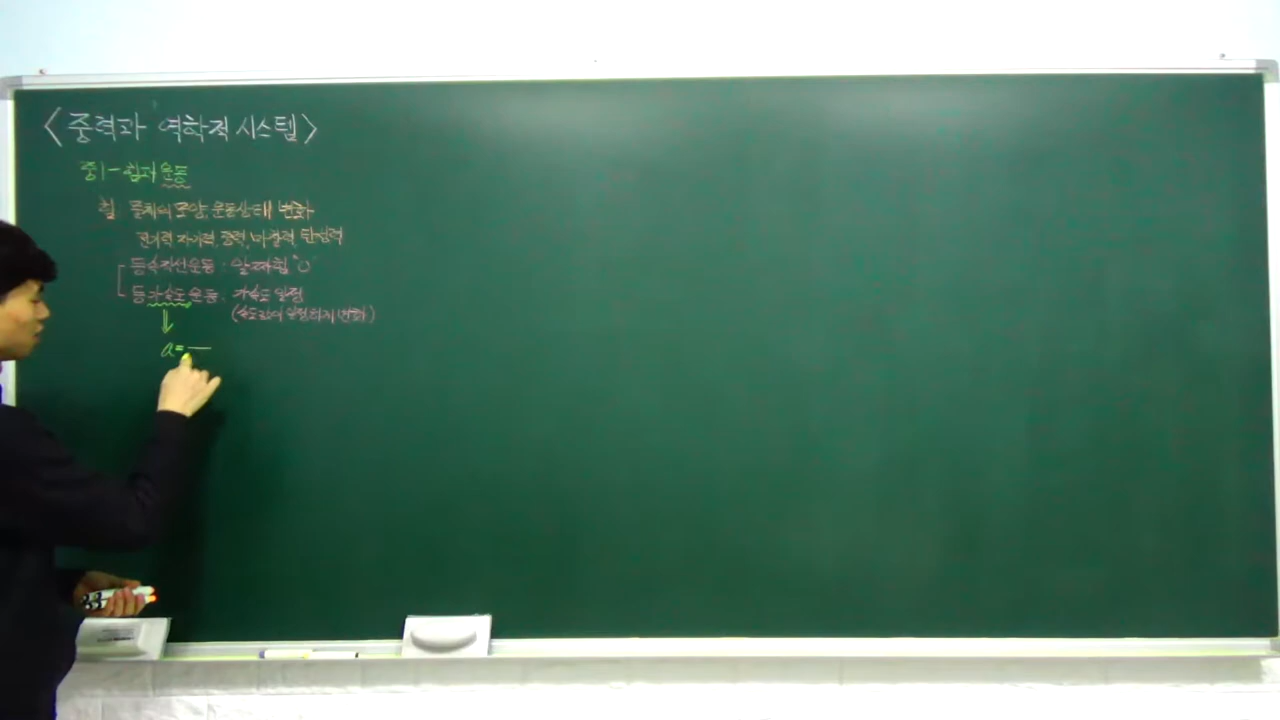 <중력과 역학적 시스템>
중1 - 힘과 운동
힘 물체의 모양, 운동상태 변화
전기력, 자기력, 중력, 마찰력, 탄성력
등속직선운동 : 알짜힘 "0"
등가속도 운동 : 가속도 일정
(속도값이 일정하게 변화)
a =